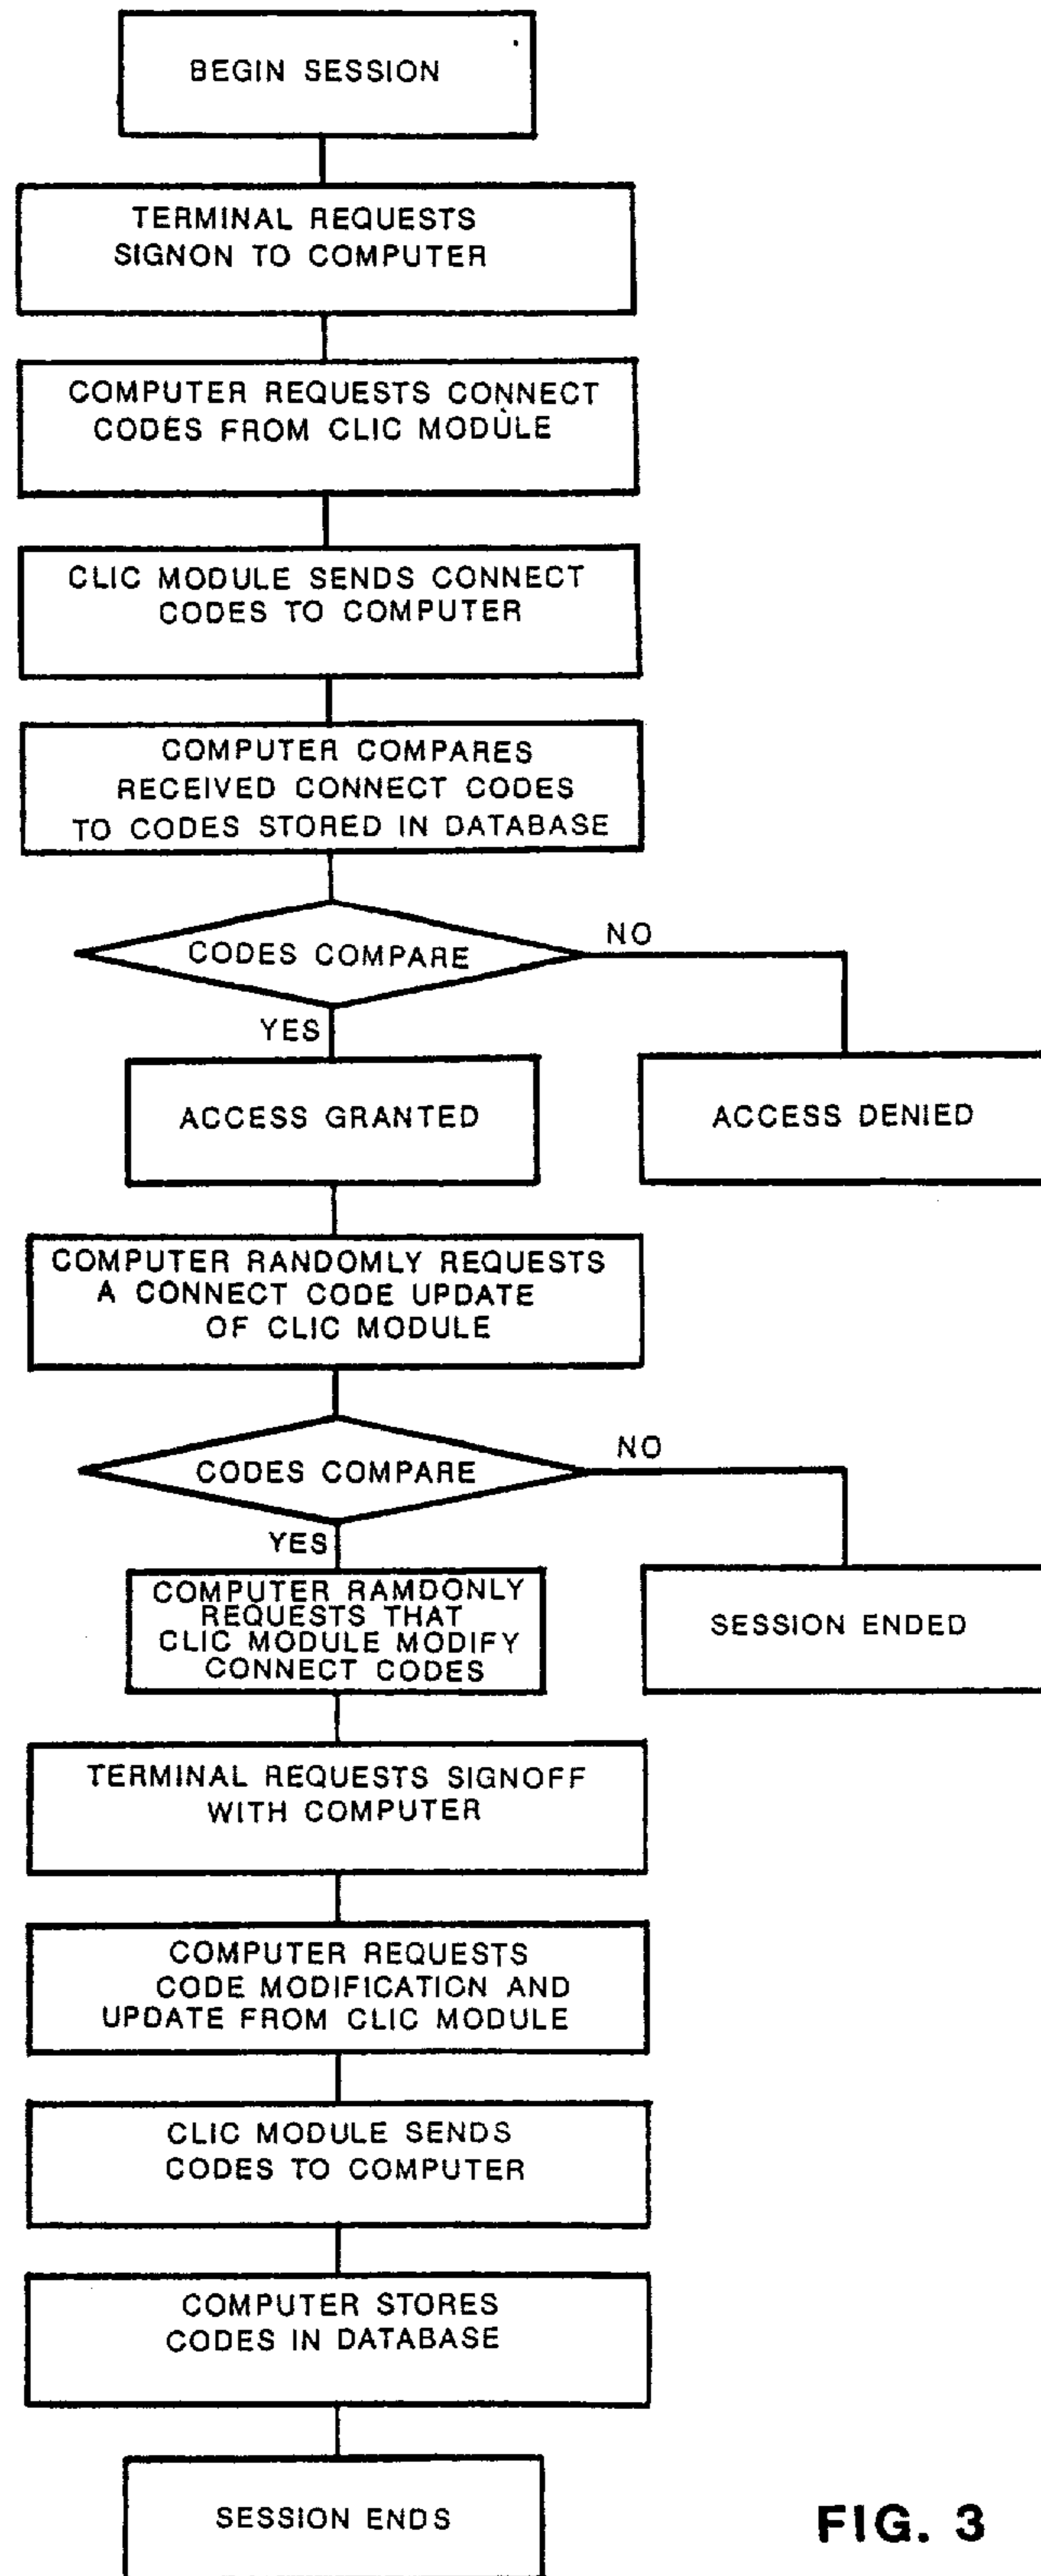 BEGIN SESSION
TERMINAL REQUESTS
SIGNON TO COMPUTER
COMPUTER REQUESTS CONNECT
CODES FROM CLIC MODULE
CLIC MODULE SENDS CONNECT
CODES TO COMPUTER
COMPUTER COMPARES
RECEIVED CONNECT CODES
TO CODES STORED IN DATABASE
CODES COMPARE
NO
YES
ACCESS GRANTED
ACCESS DENIED
COMPUTER RANDOMLY REQUESTS
A CONNECT CODE UPDATE
OF CLIC MODULE
CODES COMPARE
NO
YES
COMPUTER RAMDONLY
REQUESTS THAT
CLIC MODULE MODIFY
CONNECT CODES
SESSION ENDED
TERMINAL REQUESTS SIGNOFF
WITH COMPUTER
COMPUTER REQUESTS
CODE MODIFICATION AND
UPDATE FROM CLIC MODULE
CLIC MODULE SENDS
CODES TO COMPUTER
COMPUTER STORES
CODES IN DATABASE
SESSION ENDS
FIG. 3